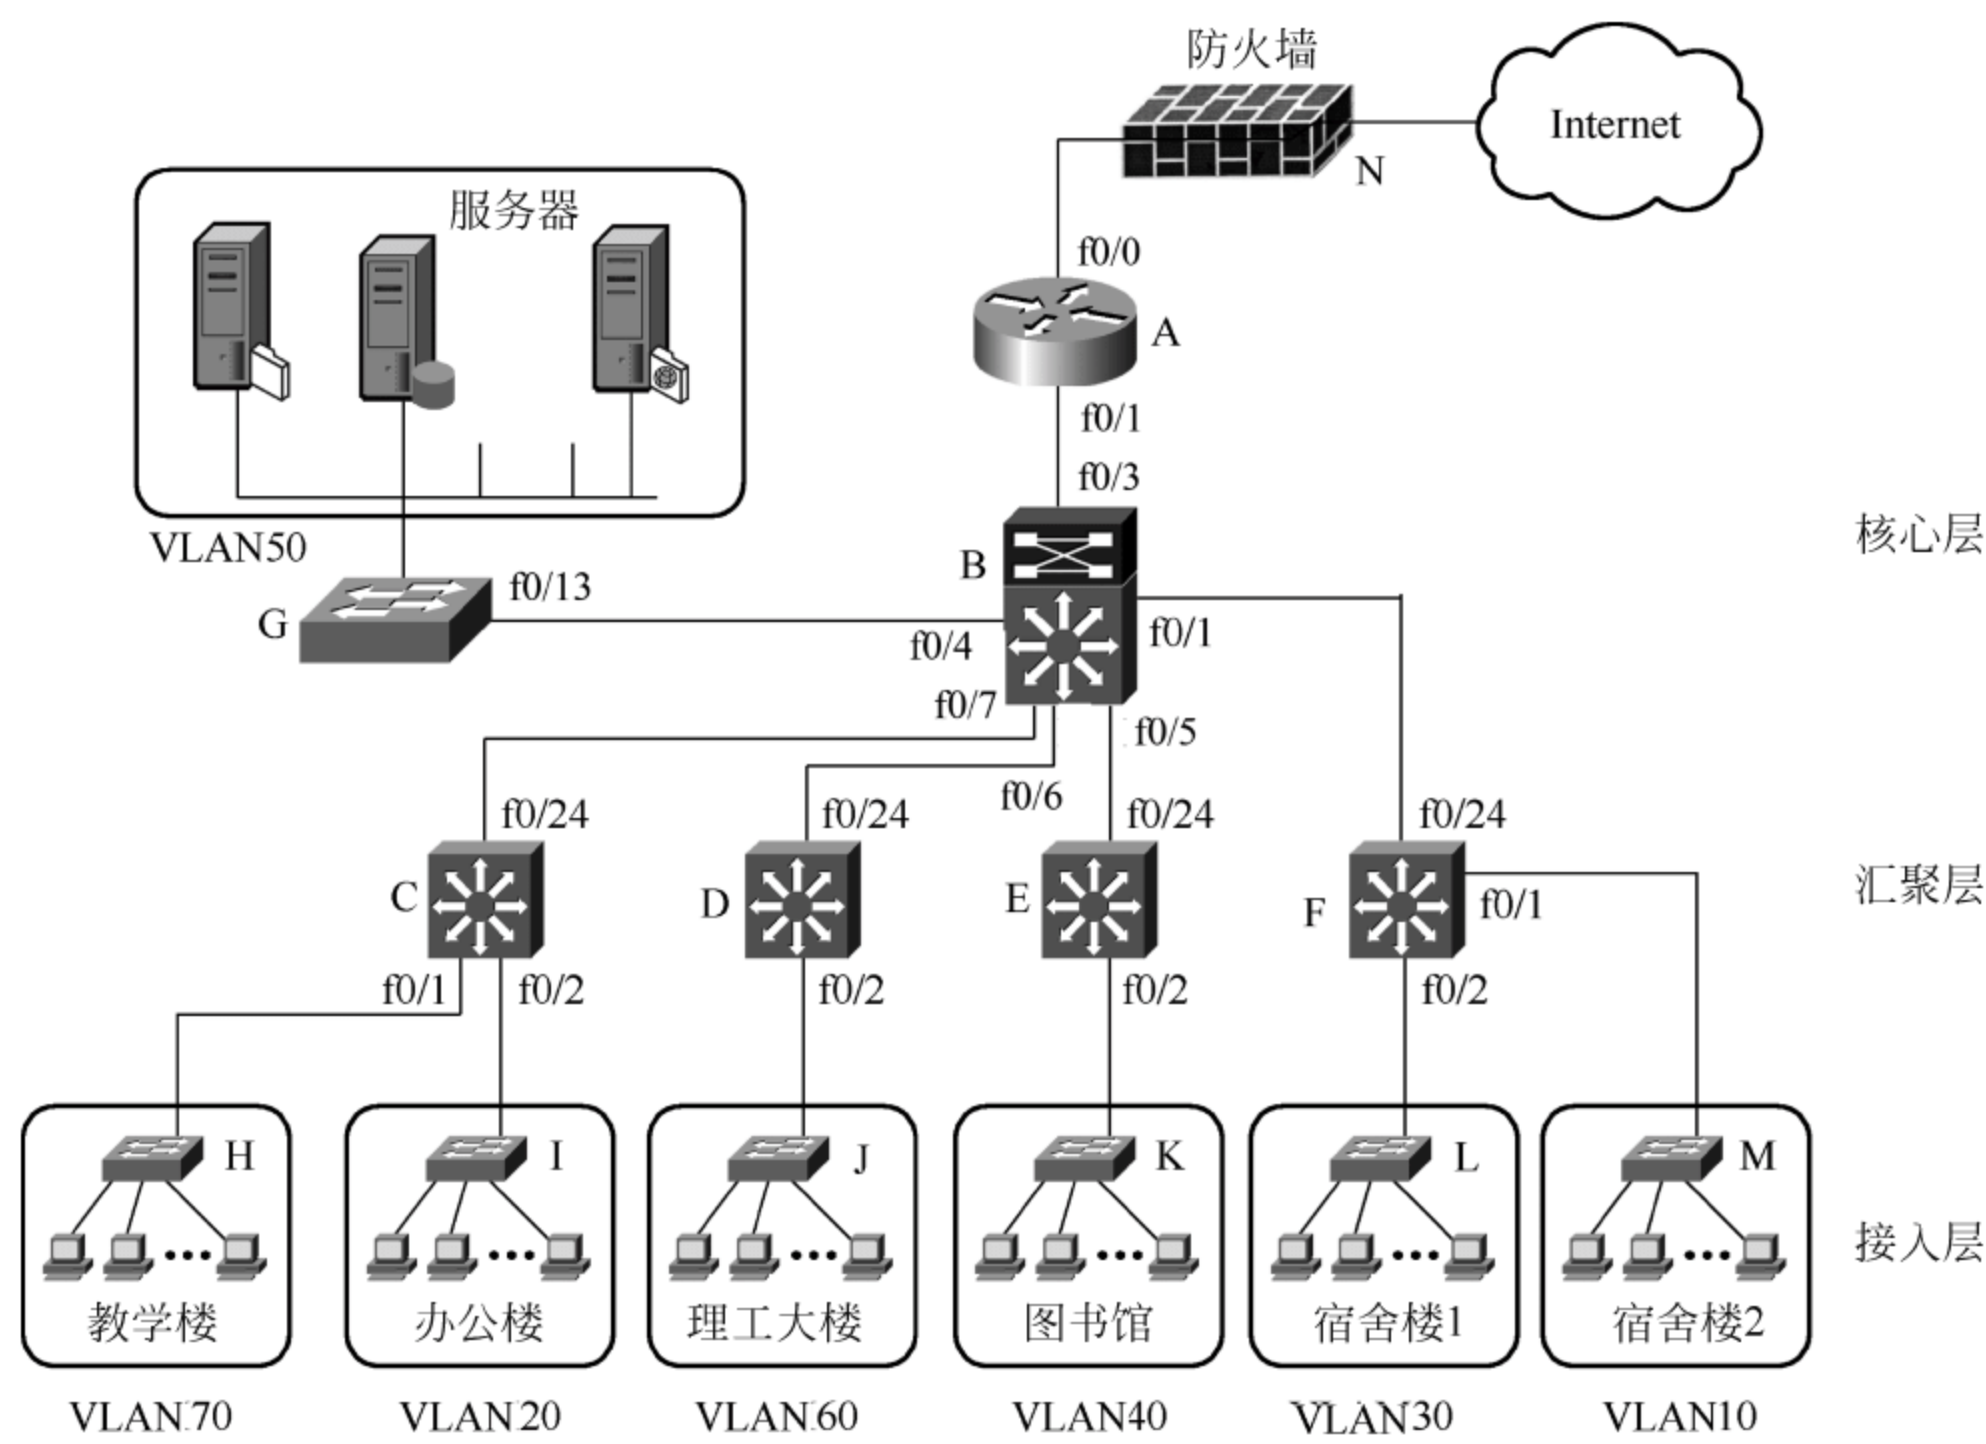 防火墙
Internet
N
服务器
f0/0
A
f0/1
f0/3
核心层
VLAN50
B
f0/13
G
f0/4
f0/1
f0/7
f0/5
f0/6
f0/24
f0/24
f0/24
f0/24
C
D
E
F
f0/1
汇聚层
f0/1
f0/2
f0/2
f0/2
f0/2
H
I
J
K
L
M
接入层
教学楼
办公楼
理工大楼
图书馆
宿舍楼1
宿舍楼2
VLAN70
VLAN20
VLAN60
VLAN40
VLAN30
VLAN10